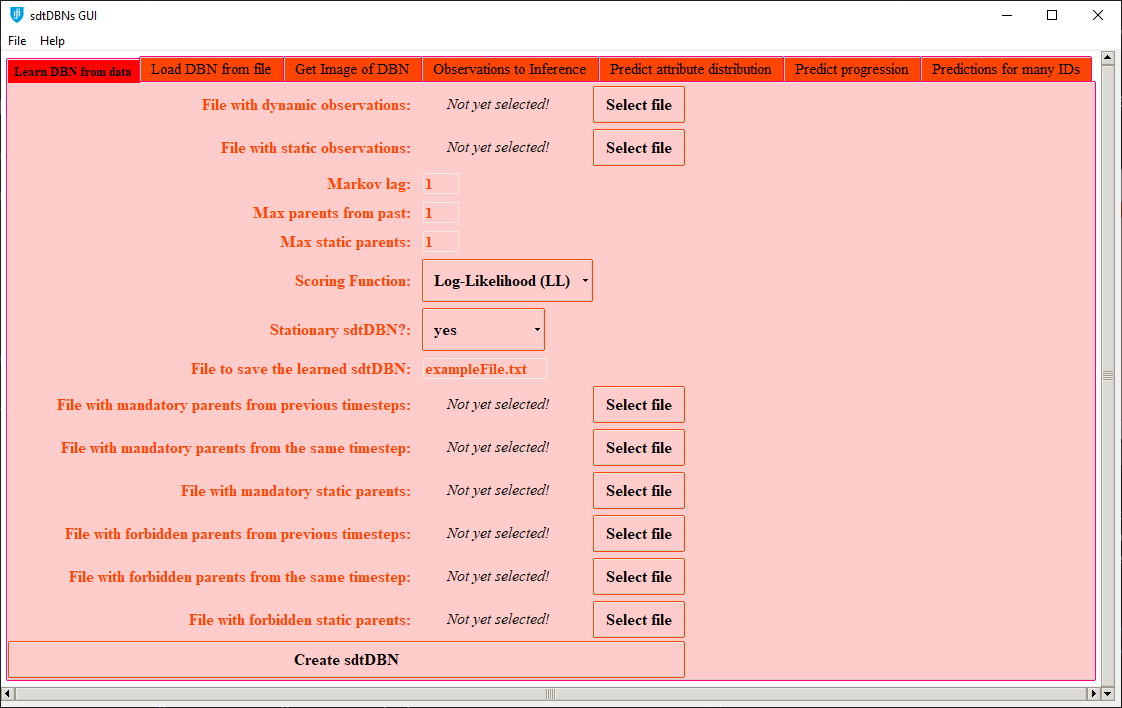 sdtDBNs GUI
File Help
Learn DBN from data Load DBN from file Get Image of DBN Observations to Inference Predict attribute distribution Predict progression Predictions for many IDs
File with dynamic observations: Not yet selected! Select file
File with static observations: Not yet selected! Select file
Markov lag: 1
Max parents from past: 1
Max static parents: 1
Scoring Function: Log-Likelihood (LL)
Stationary sdtDBN?: yes
File to save the learned sdtDBN: exampleFile.txt
File with mandatory parents from previous timesteps: Not yet selected! Select file
File with mandatory parents from the same timestep: Not yet selected! Select file
File with mandatory static parents: Not yet selected! Select file
File with forbidden parents from previous timesteps: Not yet selected! Select file
File with forbidden parents from the same timestep: Not yet selected! Select file
File with forbidden static parents: Not yet selected! Select file
Create sdtDBN